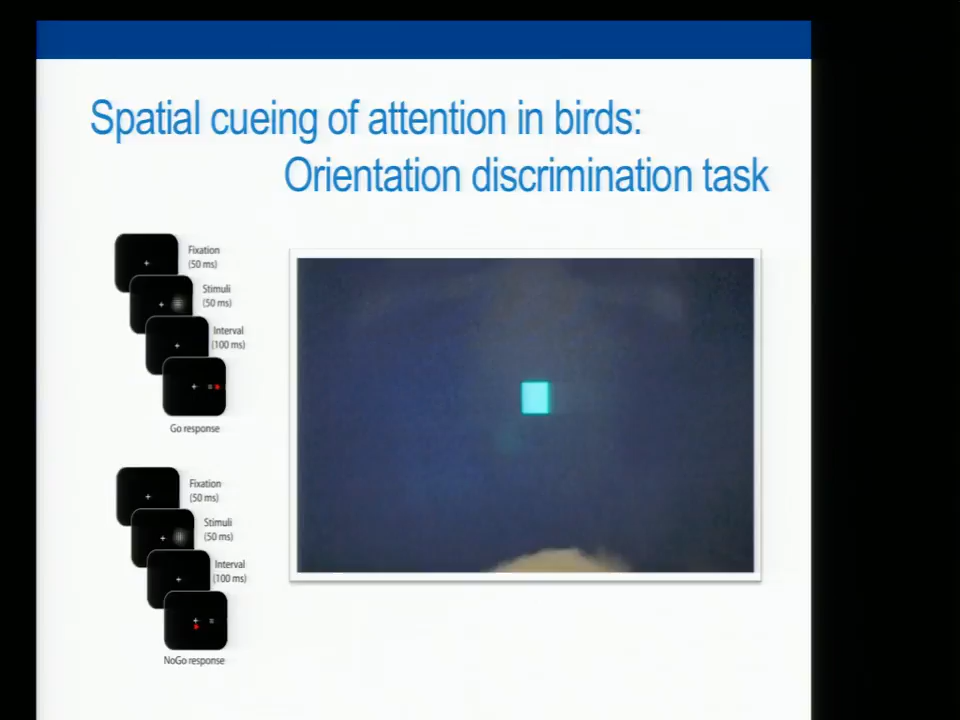 Spatial cueing of attention in birds:
Orientation discrimination task
Fixation
(50 ms)
Stimuli
(50 ms)
Interval
(100 ms)
Go response
Fixation
(50 ms)
Stimuli
(50 ms)
Interval
(100 ms)
NoGo response